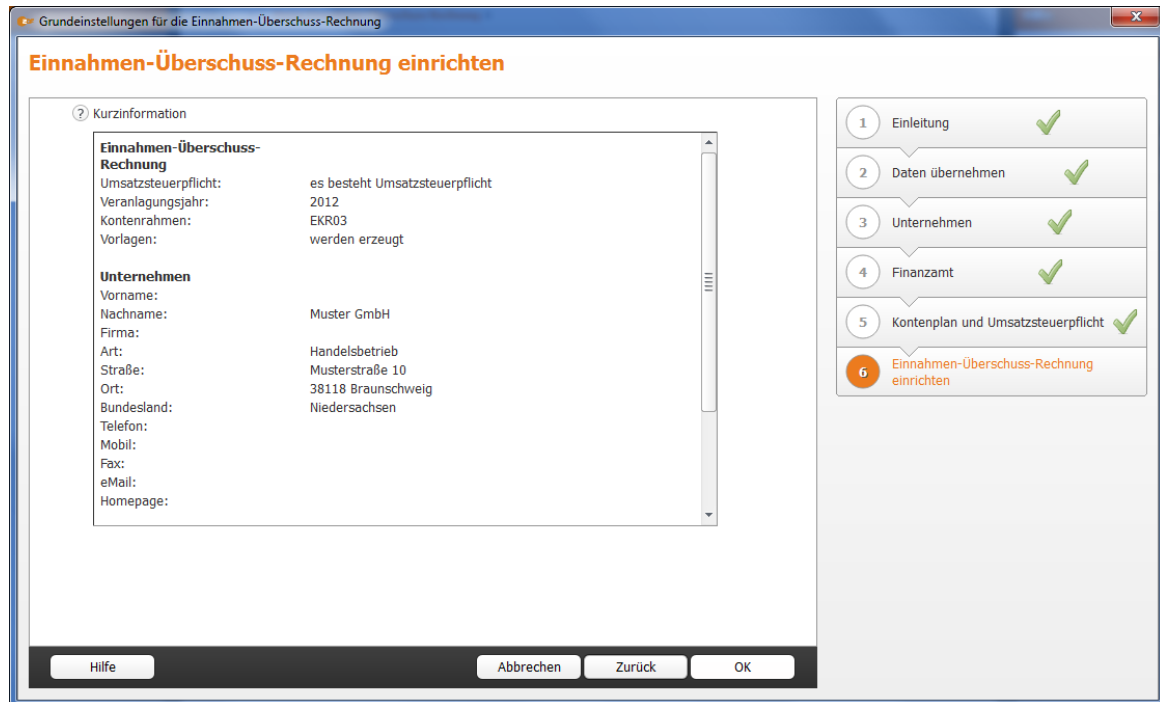 Grundeinstellungen für die Einnahmen-Überschuss-Rechnung
x
Einnahmen-Überschuss-Rechnung einrichten
? Kurzinformation
Einnahmen-Überschuss-
Rechnung
Umsatzsteuerpflicht: es besteht Umsatzsteuerpflicht
Veranlagungsjahr: 2012
Kontenrahmen: EKR03
Vorlagen: werden erzeugt
Unternehmen
Vorname:
Nachname: Muster GmbH
Firma:
Art: Handelsbetrieb
Straße: Musterstraße 10
Ort: 38118 Braunschweig
Bundesland: Niedersachsen
Telefon:
Mobil:
Fax:
eMail:
Homepage:
1 Einleitung
2 Daten übernehmen
3 Unternehmen
4 Finanzamt
5 Kontenplan und Umsatzsteuerpflicht
6 Einnahmen-Überschuss-Rechnung
einrichten
Hilfe
Abbrechen
Zurück
OK